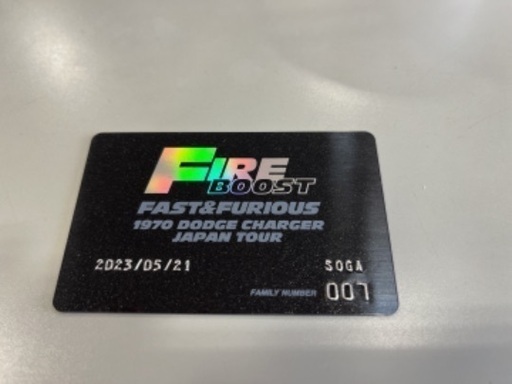 FIRE
BOOST
FAST&FURIOUS
1970 DODGE CHARGER
JAPAN TOUR
2023/05/21 SOGA
FAMILY NUMBER 007